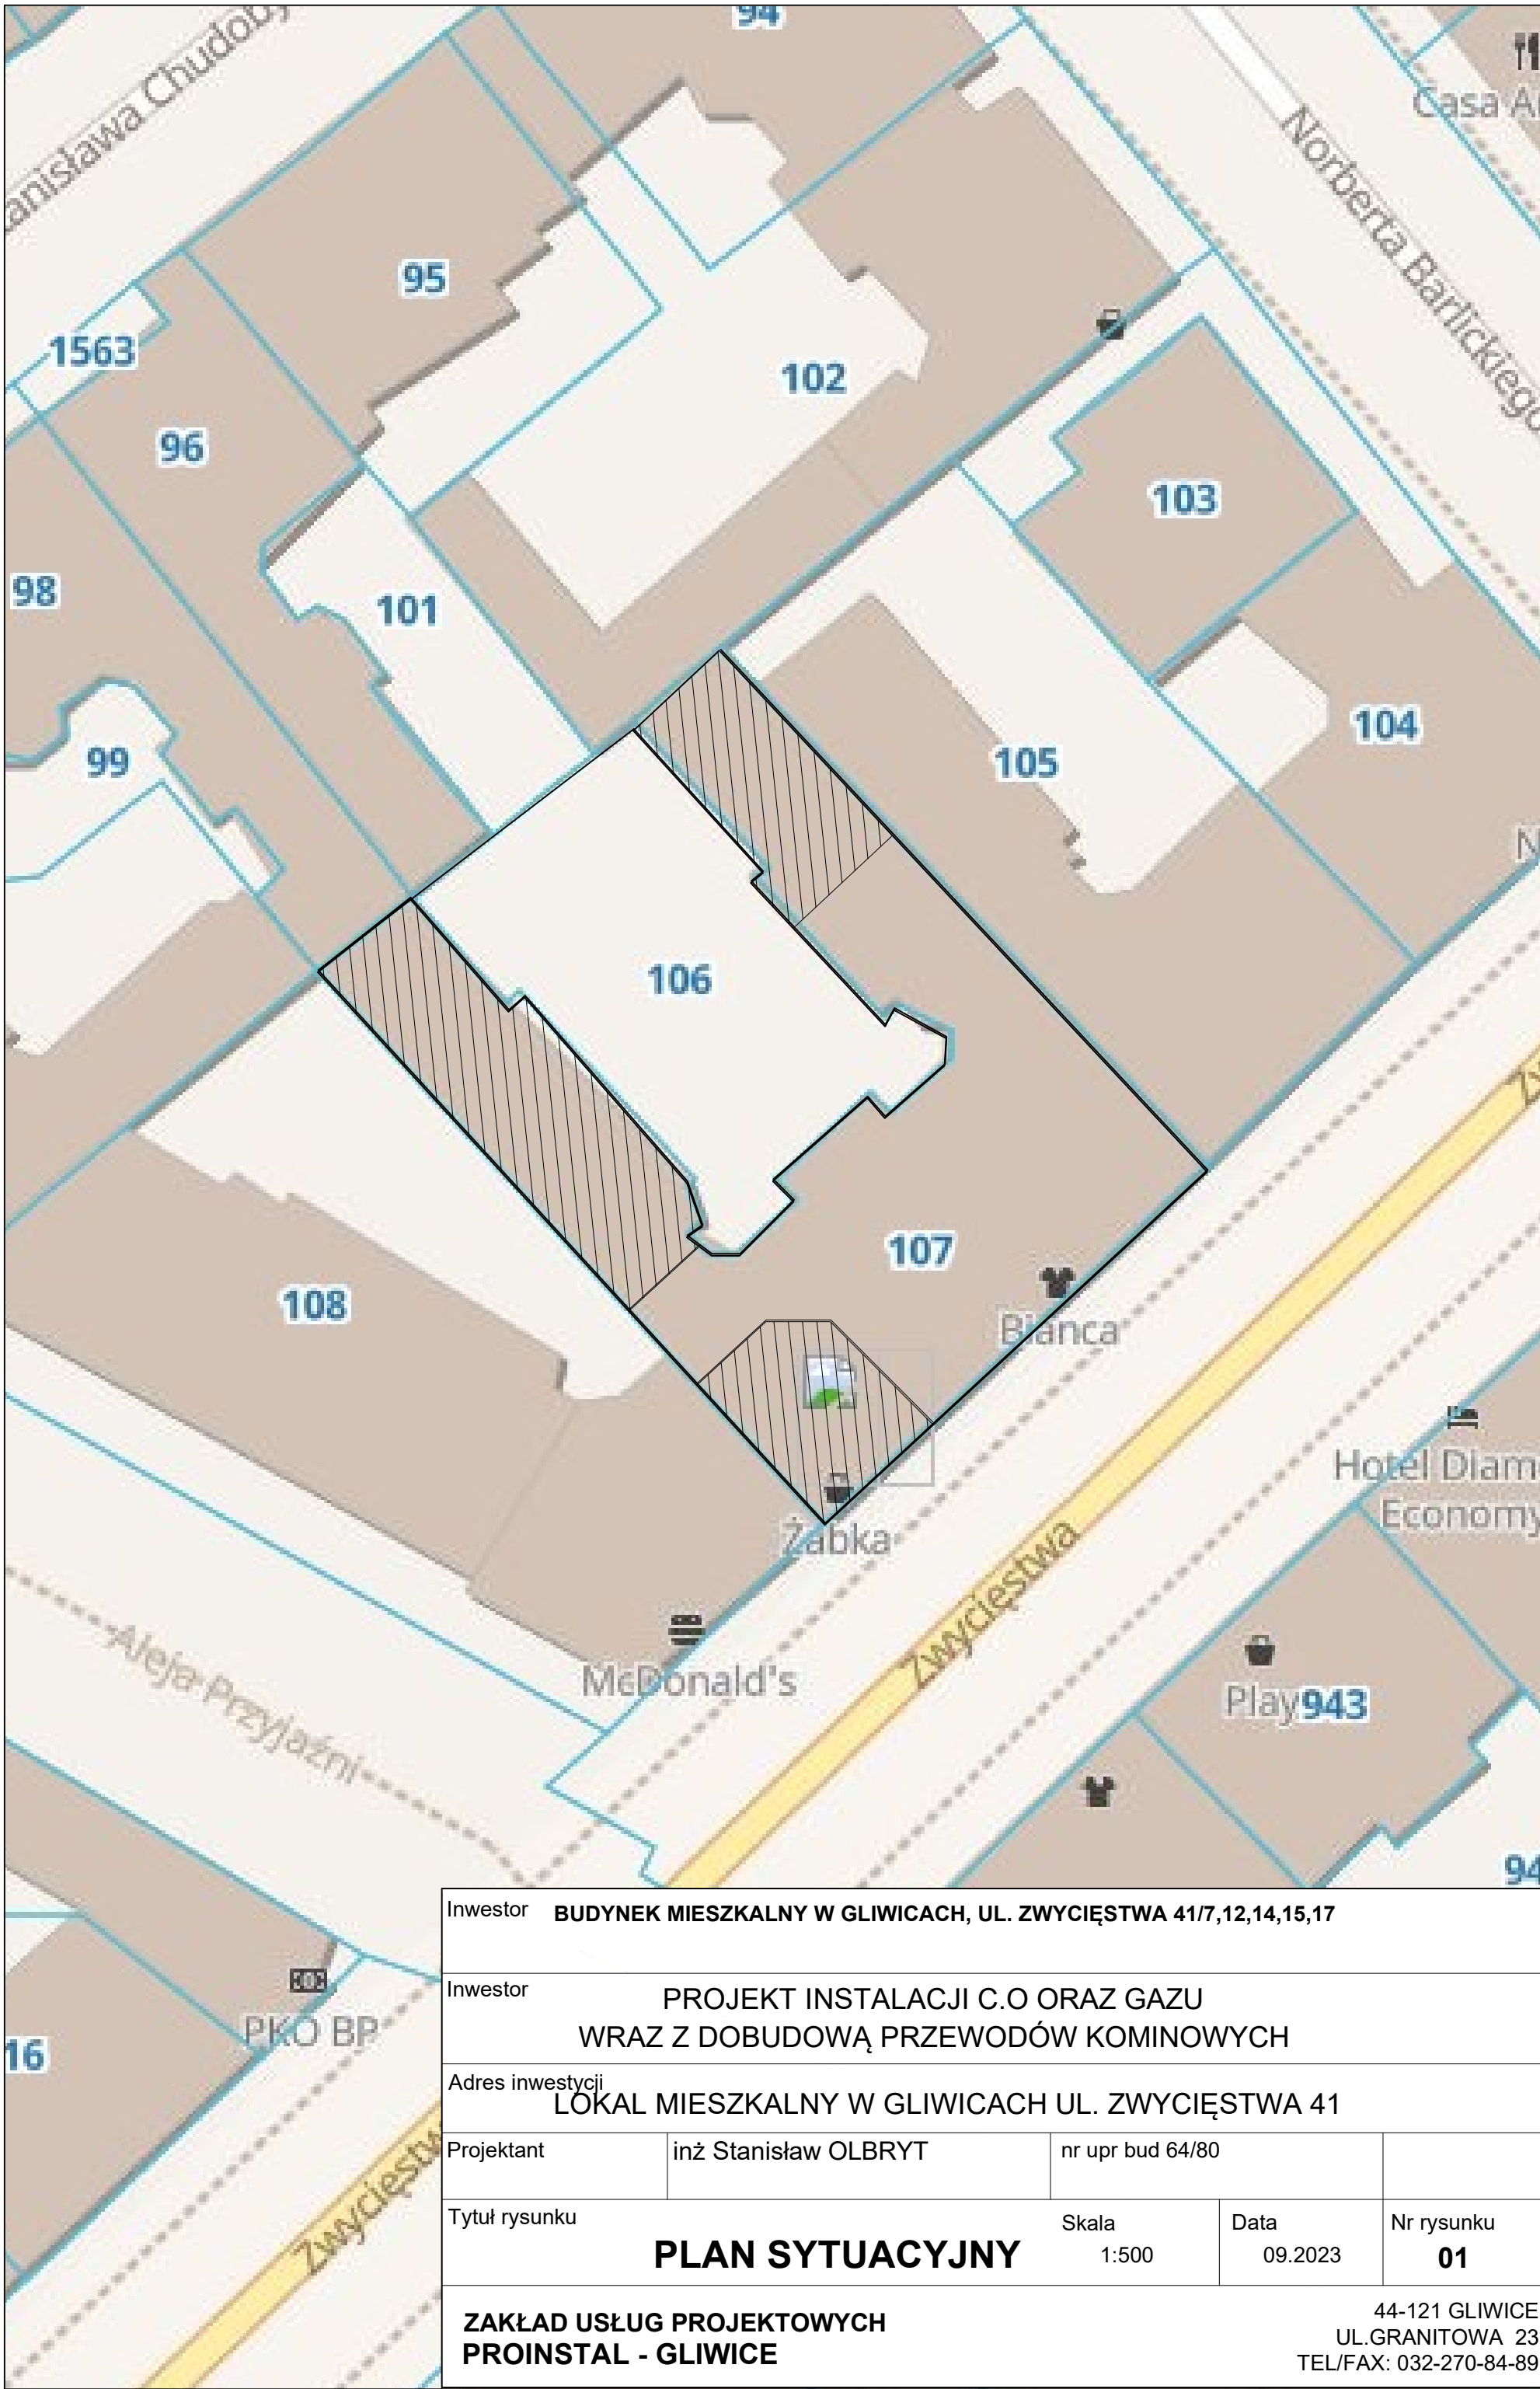 94
Casa
Norberta Barlickiego
95
1563
102
96
103
98
101
99
104
105
106
107
Bianca
108
Hotel
Economy
Żabka
Zwycięstwa
McDonald's
Aleja Przyjaźni
Play 943
94
PKO BP
16
Inwestor BUDYNEK MIESZKALNY W GLIWICACH, UL. ZWYCIĘSTWA 41/7,12,14,15,17
Inwestor PROJEKT INSTALACJI C.O ORAZ GAZU
WRAZ Z DOBUDOWĄ PRZEWODÓW KOMINOWYCH
Adres inwestycji
LOKAL MIESZKALNY W GLIWICACH UL. ZWYCIĘSTWA 41
Projektant inż Stanisław OLBRYT nr upr bud 64/80
Tytuł rysunku Skala Data Nr rysunku
PLAN SYTUACYJNY 1:500 09.2023 01
ZAKŁAD USŁUG PROJEKTOWYCH
PROINSTAL - GLIWICE
44-121 GLIWICE
UL.GRANITOWA 23
TEL/FAX: 032-270-84-89